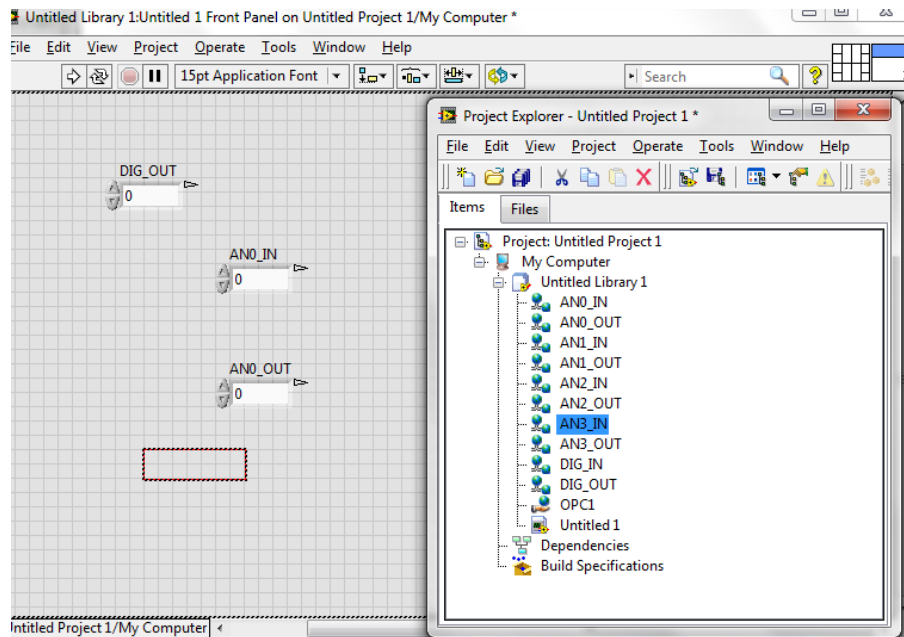 Untitled Library 1:Untitled 1 Front Panel on Untitled Project 1/My Computer *
File Edit View Project Operate Tools Window Help
15pt Application Font
Search
DIG_OUT
0
AN0_IN
0
AN0_OUT
0
Untitled Project 1/My Computer
Project Explorer - Untitled Project 1 *
File Edit View Project Operate Tools Window Help
Items Files
Project: Untitled Project 1
My Computer
Untitled Library 1
AN0_IN
AN0_OUT
AN1_IN
AN1_OUT
AN2_IN
AN2_OUT
AN3_IN
AN3_OUT
DIG_IN
DIG_OUT
OPC1
Untitled 1
Dependencies
Build Specifications